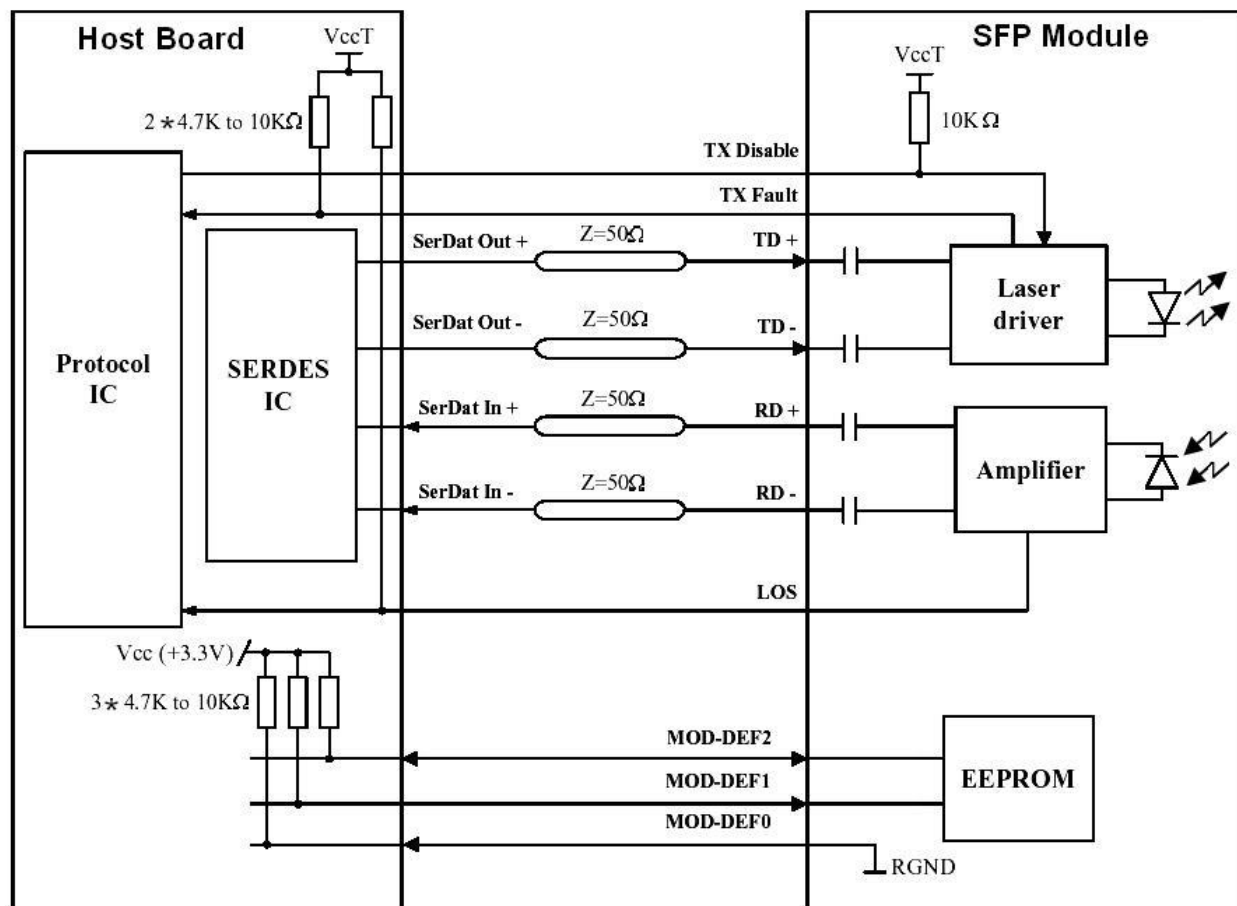 Host Board
SFP Module
VccT
VccT
2*4.7K to 10KΩ
10KΩ
TX Disable
TX Fault
SerDat Out +
Z=50Ω
TD +
Laser
driver
SerDat Out -
Z=50Ω
TD -
Protocol
IC
SERDES
IC
SerDat In +
Z=50Ω
RD +
Amplifier
SerDat In -
Z=50Ω
RD -
LOS
Vcc (+3.3V)
3* 4.7K to 10KΩ
MOD-DEF2
MOD-DEF1
EEPROM
MOD-DEF0
RGND